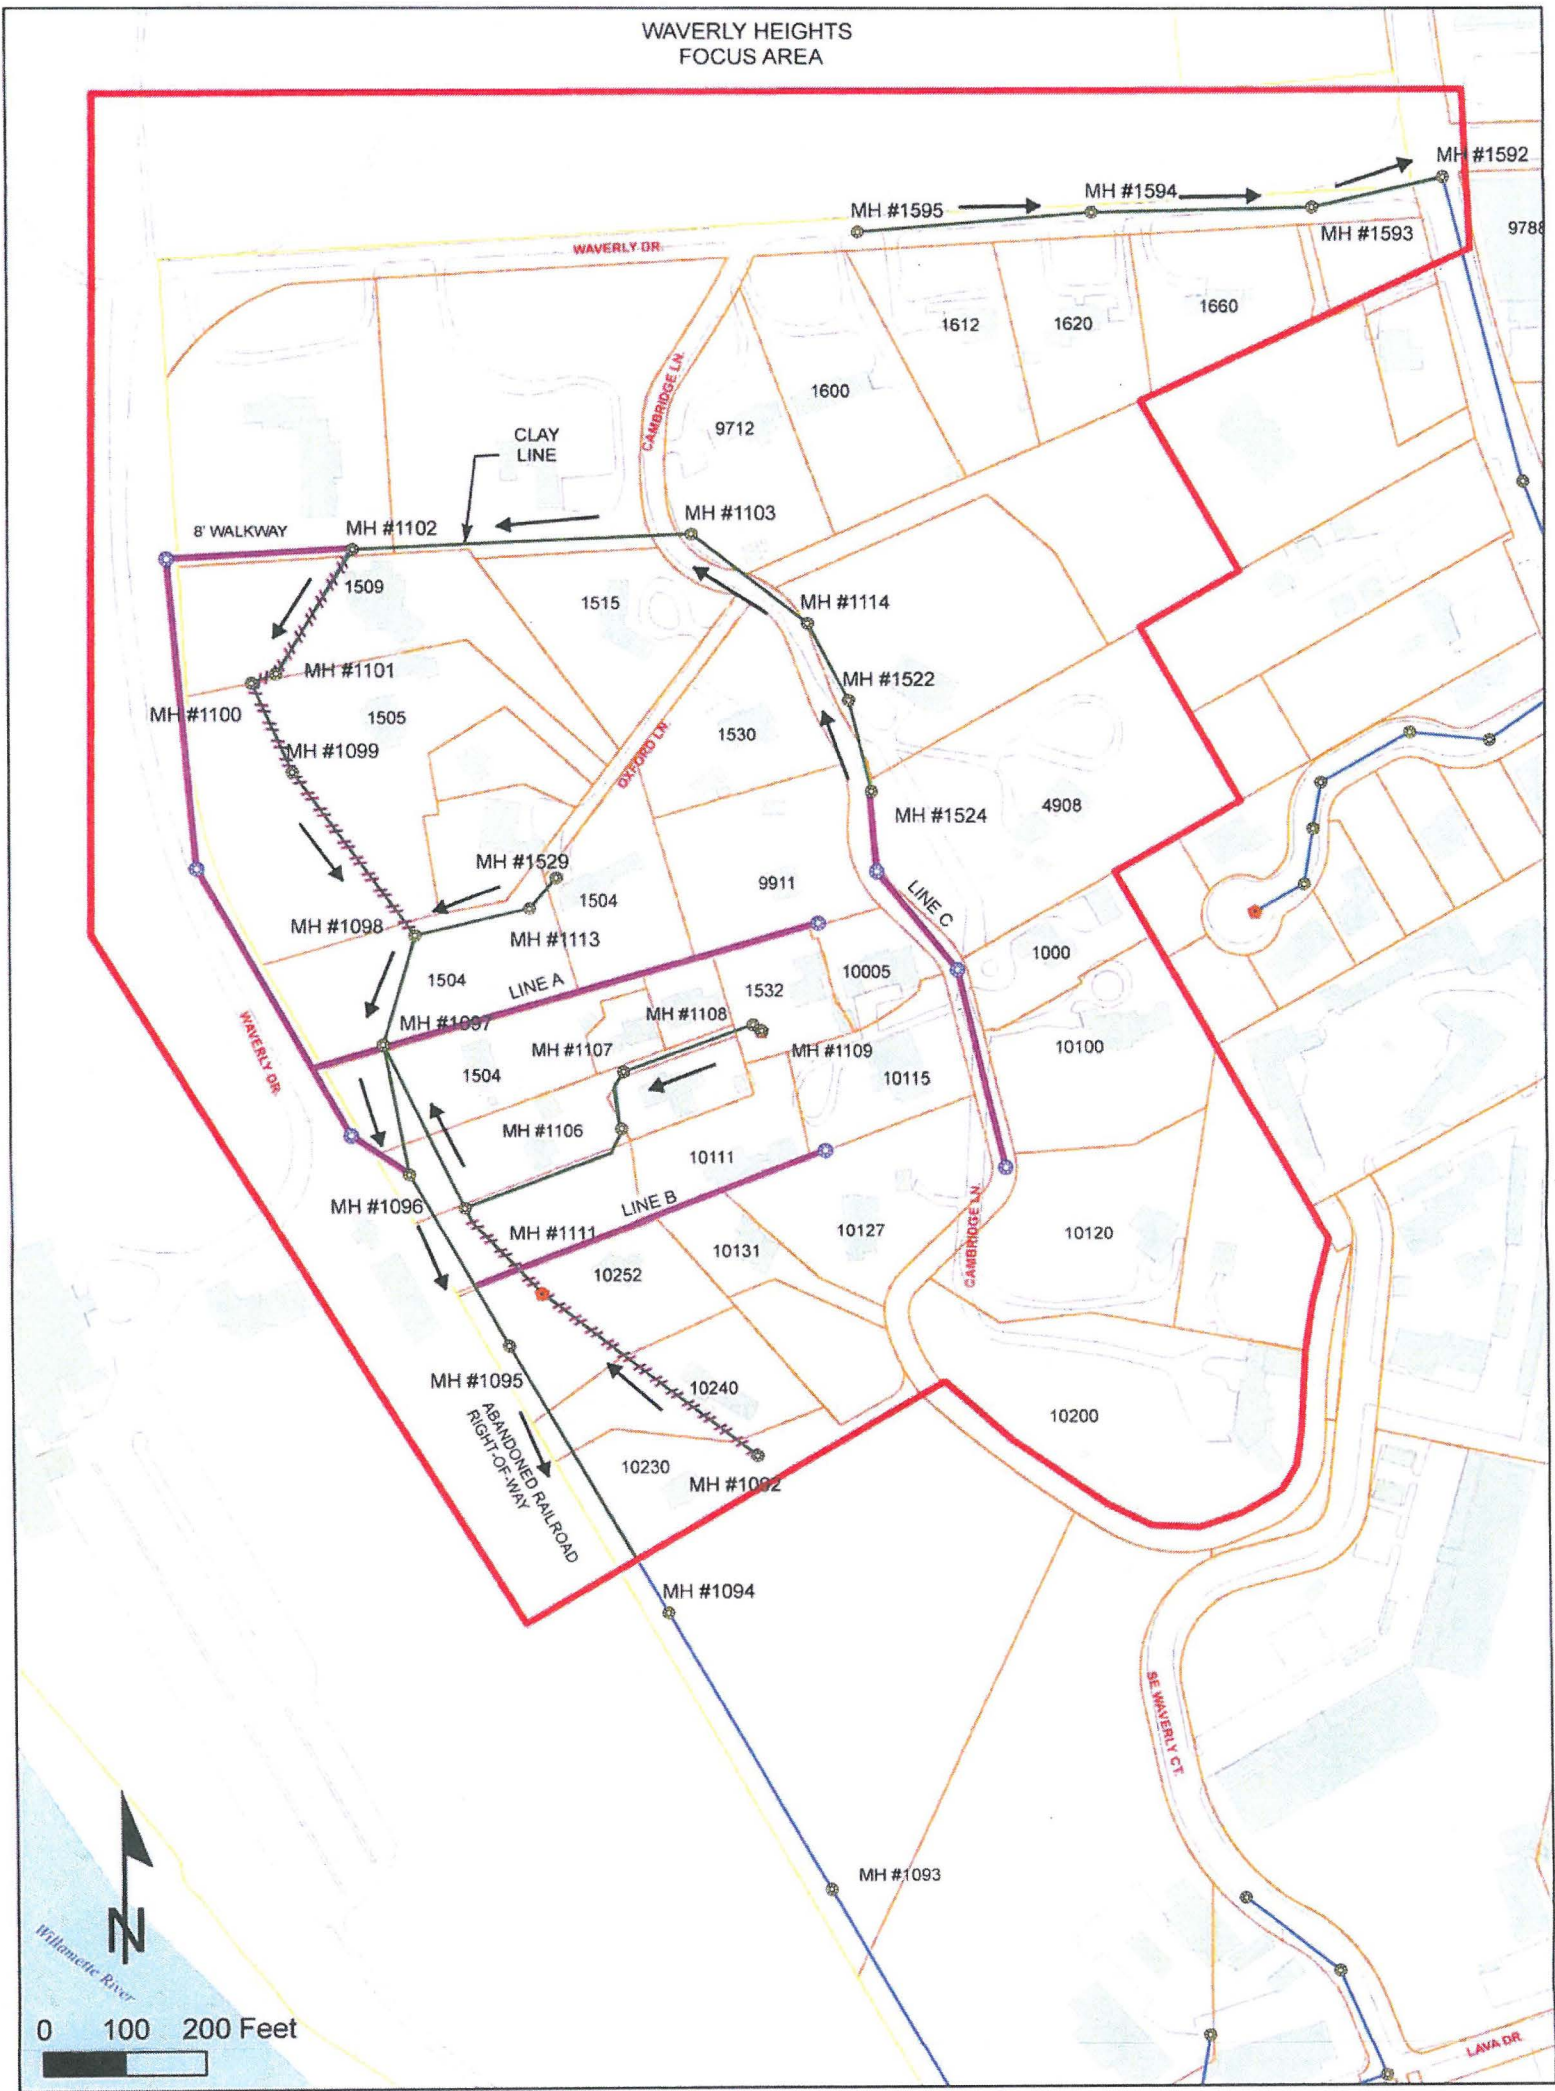 WAVERLY HEIGHTS
FOCUS AREA
MH #1592
MH #1594
MH #1595
MH #1593
9788
WAVERLY DR.
1660
1612
1620
CAMBRIDGE LN.
1600
9712
CLAY
LINE
8' WALKWAY
MH #1102
MH #1103
1509
1515
MH #1114
MH #1101
MH #1522
MH #1100
1505
1530
MH #1099
OXFORD LN.
4908
MH #1524
MH #1529
9911
LINE C
1504
MH #1098
MH #1113
1000
10005
1504
LINE A
1532
MH #1108
MH #1097
WAVERLY DR.
MH #1107
MH #1109
10100
1504
10115
MH #1106
10111
LINE B
MH #1096
CAMBRIDGE LN.
MH #1111
10127
10120
10131
10252
MH #1095
10240
ABANDONED RAILROAD
RIGHT-OF-WAY
10200
10230
MH #1092
MH #1094
SE WAVERLY CT.
MH #1093
N
Willamette River
0 100 200 Feet
LAVA DR.